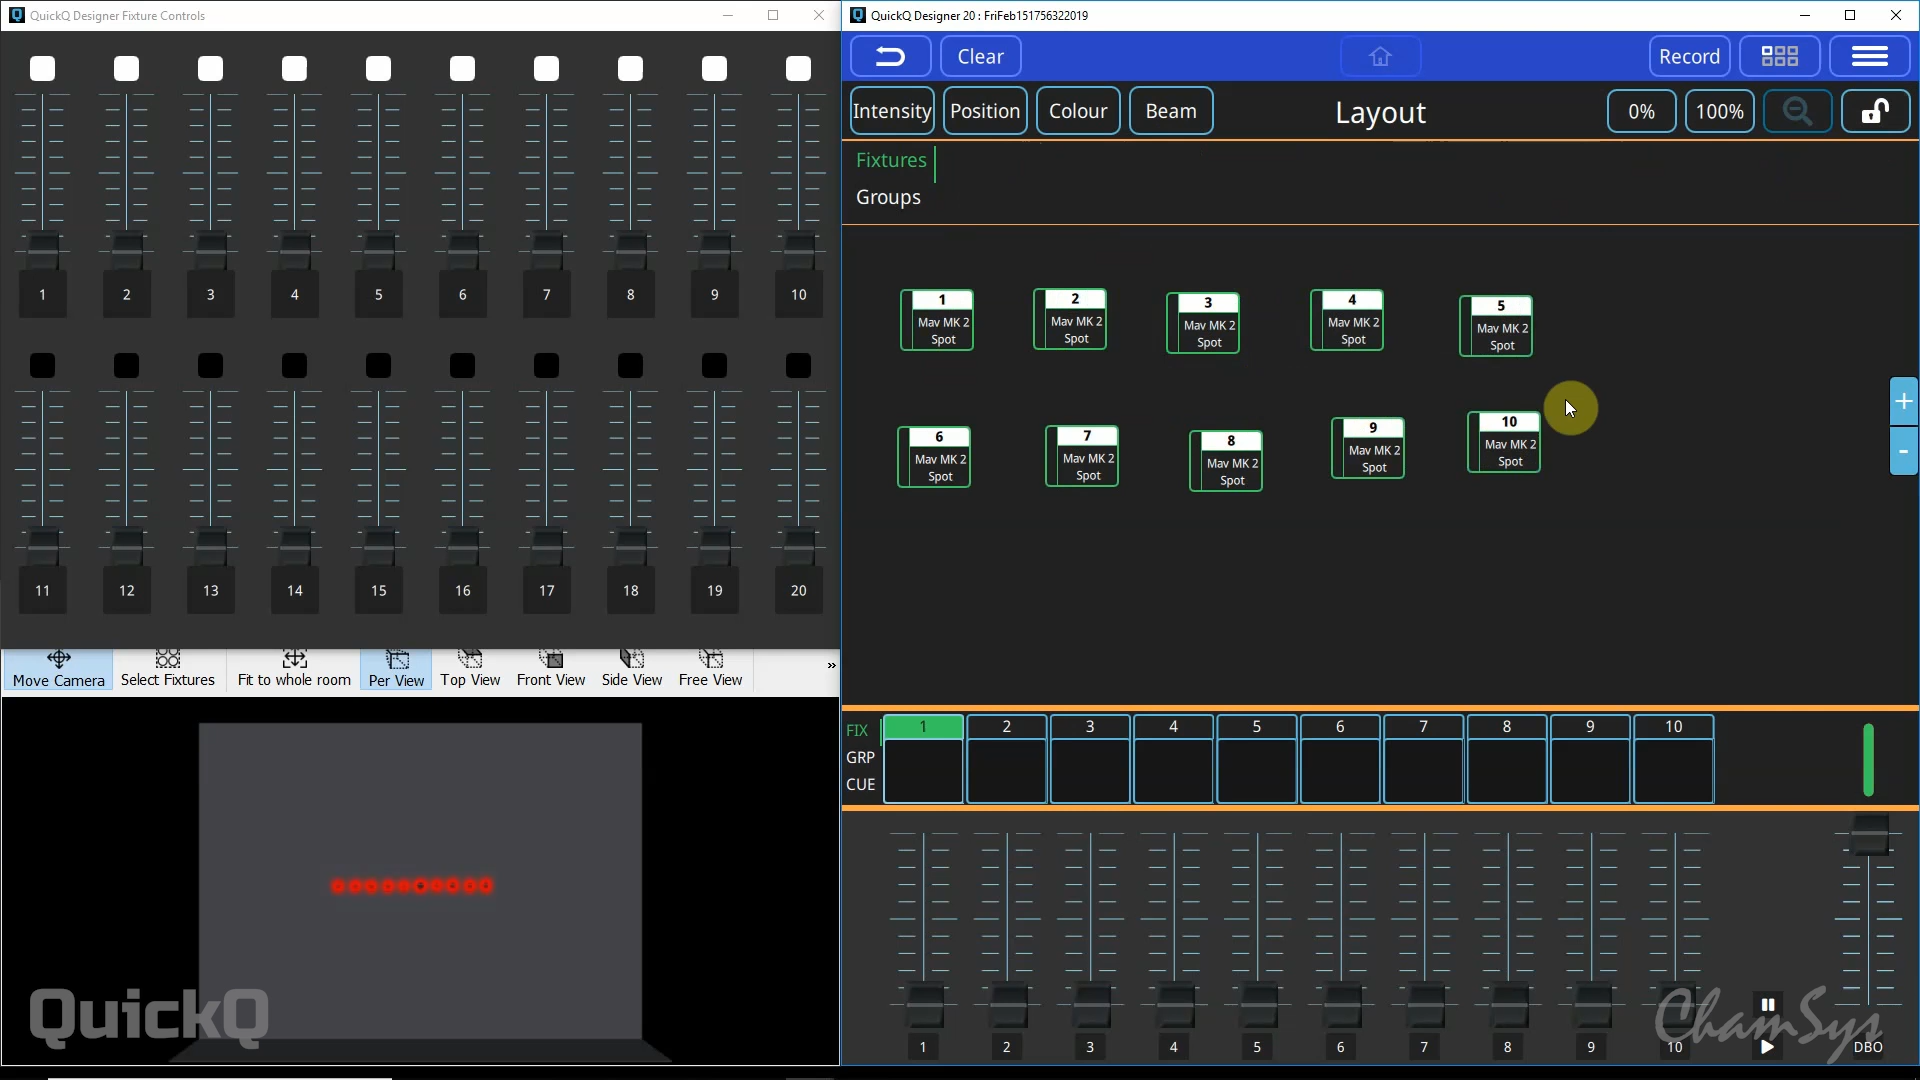 QuickQ Designer Fixture Controls
1 2 3 4 5 6 7 8 9 10
11 12 13 14 15 16 17 18 19 20
Move Camera Select Fixtures Fit to whole room Per View Top View Front View Side View Free View »
QuickQ
QuickQ Designer 20 : FriFeb151756322019
Clear Record
Intensity Position Colour Beam Layout 0% 100%
Fixtures
Groups
1 Mav MK 2 Spot
2 Mav MK 2 Spot
3 Mav MK 2 Spot
4 Mav MK 2 Spot
5 Mav MK 2 Spot
6 Mav MK 2 Spot
7 Mav MK 2 Spot
8 Mav MK 2 Spot
9 Mav MK 2 Spot
10 Mav MK 2 Spot
+
-
FIX 1 2 3 4 5 6 7 8 9 10
GRP
CUE
ChamSys
1 2 3 4 5 6 7 8 9 10 DBO